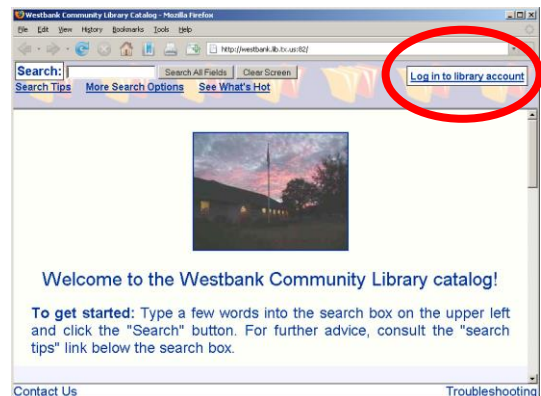 Westbank Community Library Catalog - Mozilla Firefox
File Edit View History Bookmarks Tools Help
http://westbank.lib.tx.us:82/
Search: Search All Fields Clear Screen
Log in to library account
Search Tips More Search Options See What's Hot
Welcome to the Westbank Community Library catalog!
To get started: Type a few words into the search box on the upper left
and click the "Search" button. For further advice, consult the "search
tips" link below the search box.
Contact Us Troubleshooting